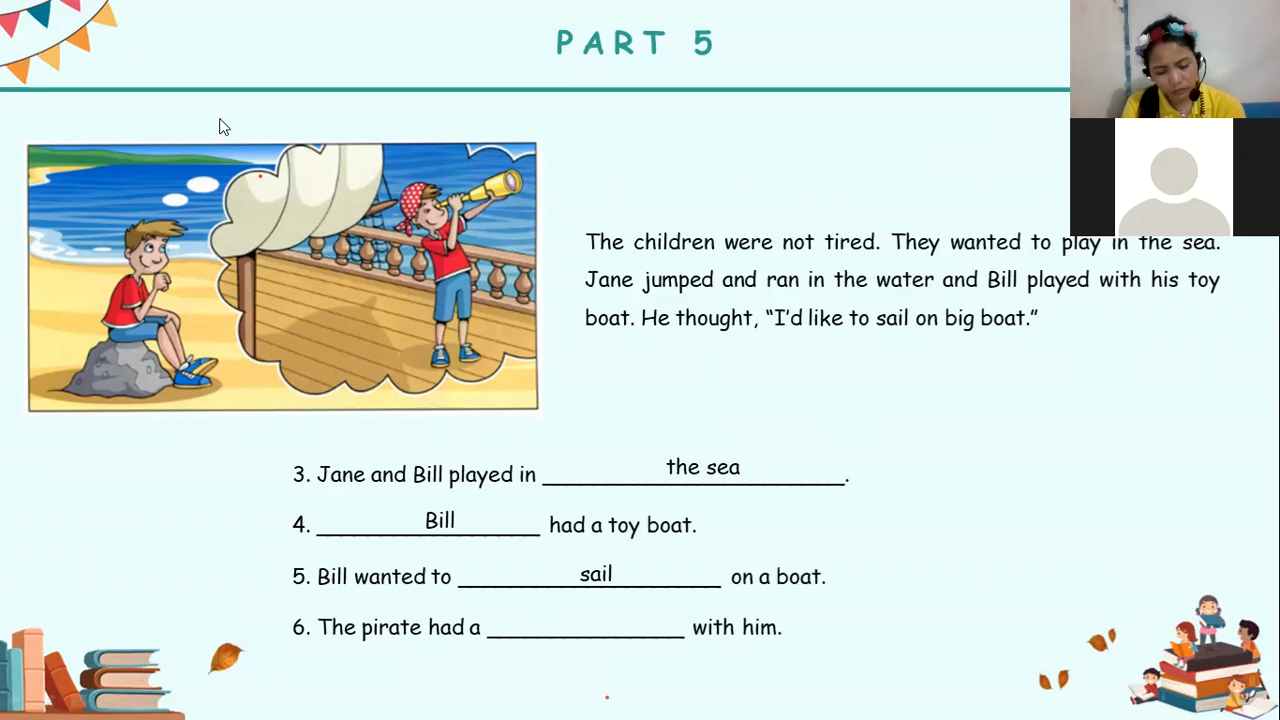 PART 5
The children were not tired. They wanted to play in the sea.
Jane jumped and ran in the water and Bill played with his toy
boat. He thought, “I’d like to sail on big boat.”
3. Jane and Bill played in the sea.
4. Bill had a toy boat.
5. Bill wanted to sail on a boat.
6. The pirate had a _______________ with him.